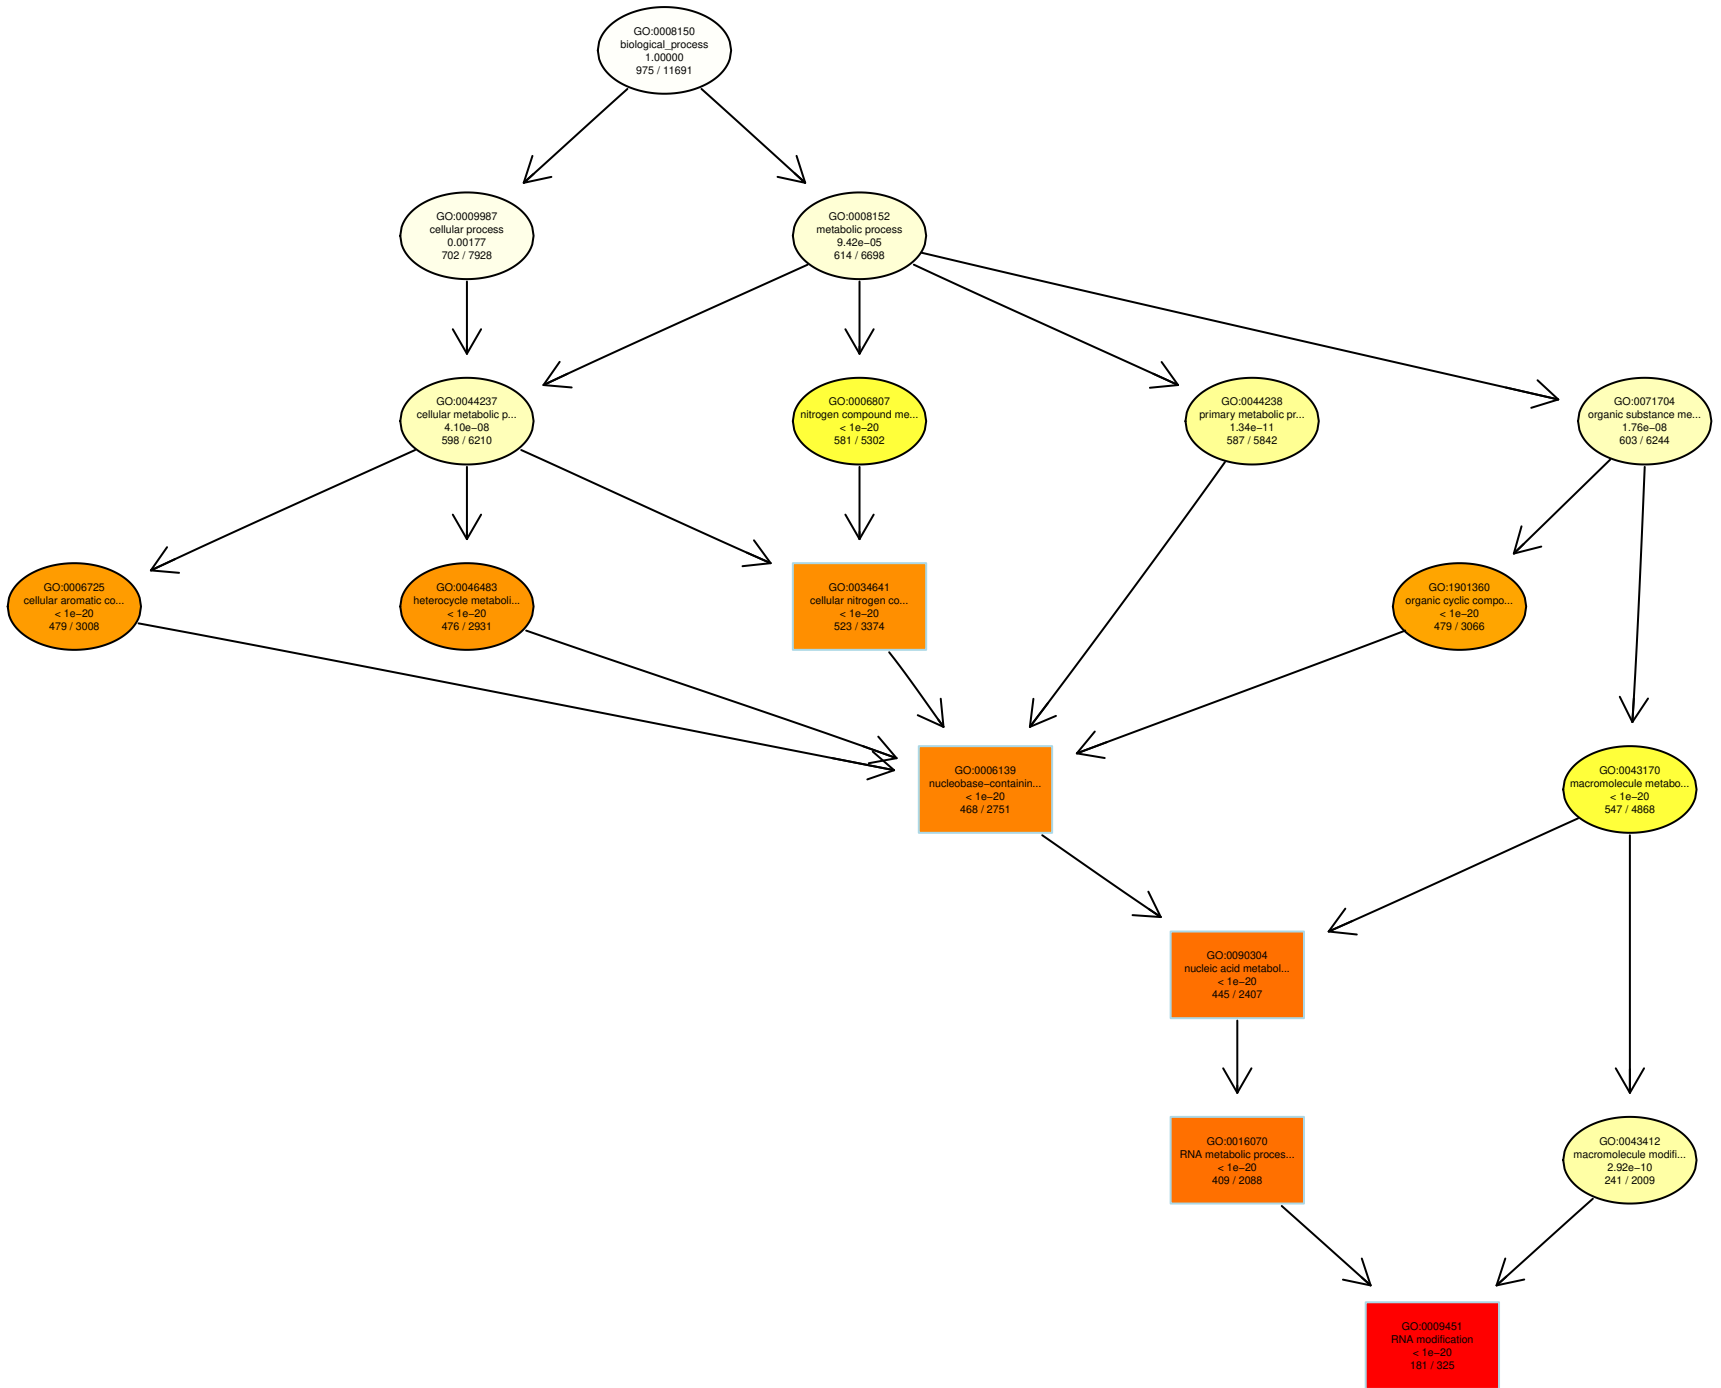 GO:0008150
biological_process
1.00000
975 / 11691
GO:0009987
cellular process
0.00177
702 / 7928
GO:0008152
metabolic process
9.42e−05
614 / 6698
GO:0044237
cellular metabolic p...
4.10e−08
598 / 6210
GO:0006807
nitrogen compound me...
< 1e−20
581 / 5302
GO:0044238
primary metabolic pr...
1.34e−11
587 / 5842
GO:0071704
organic substance me...
1.76e−08
603 / 6244
GO:0006725
cellular aromatic co...
< 1e−20
479 / 3008
GO:0046483
heterocycle metaboli...
< 1e−20
476 / 2931
GO:0034641
cellular nitrogen co...
< 1e−20
523 / 3374
GO:1901360
organic cyclic compo...
< 1e−20
479 / 3066
GO:0006139
nucleobase−containin...
< 1e−20
468 / 2751
GO:0043170
macromolecule metabo...
< 1e−20
547 / 4868
GO:0090304
nucleic acid metabol...
< 1e−20
445 / 2407
GO:0016070
RNA metabolic proces...
< 1e−20
409 / 2088
GO:0043412
macromolecule modifi...
2.92e−10
241 / 2009
GO:0009451
RNA modification
< 1e−20
181 / 325